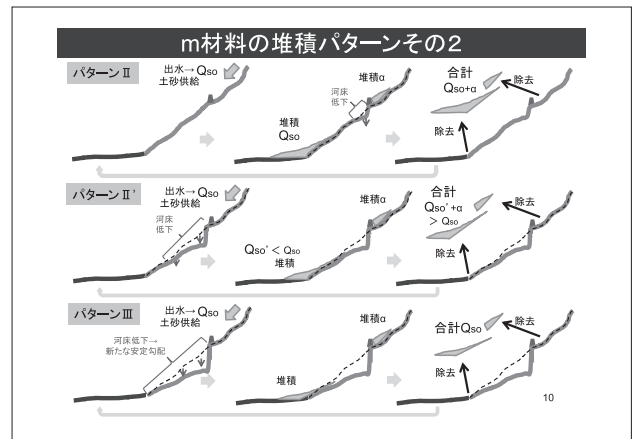 m材料の堆積パターンその2
パターンⅡ
出水→Qso
土砂供給
堆積
Qso
河床
低下
堆積α
合計
Qso+α
除去
除去
パターンⅡ'
出水→Qso
土砂供給
河床
低下
Qso'<Qso
堆積
堆積α
合計
Qso'+α
>Qso
除去
除去
パターンⅢ
出水→Qso
土砂供給
河床低下→
新たな安定勾配
堆積
堆積α
合計Qso
除去
除去
10